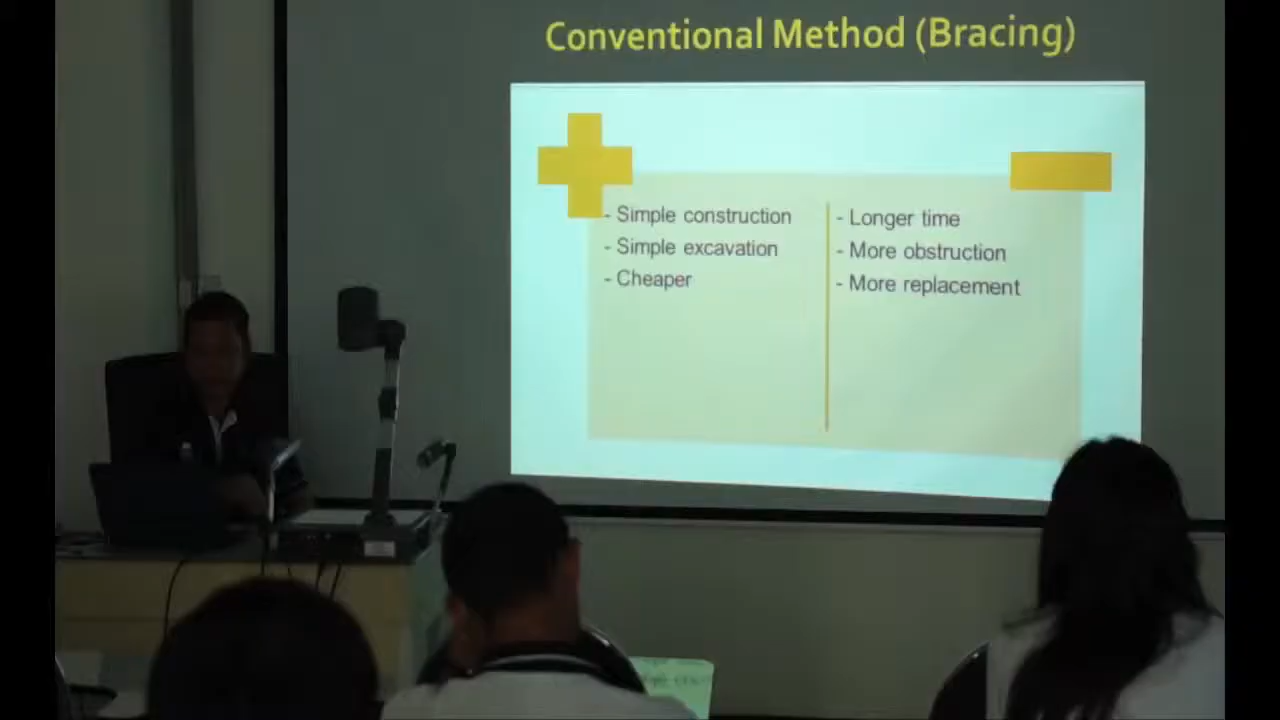 Conventional Method (Bracing)
- Simple construction
- Simple excavation
- Cheaper
- Longer time
- More obstruction
- More replacement